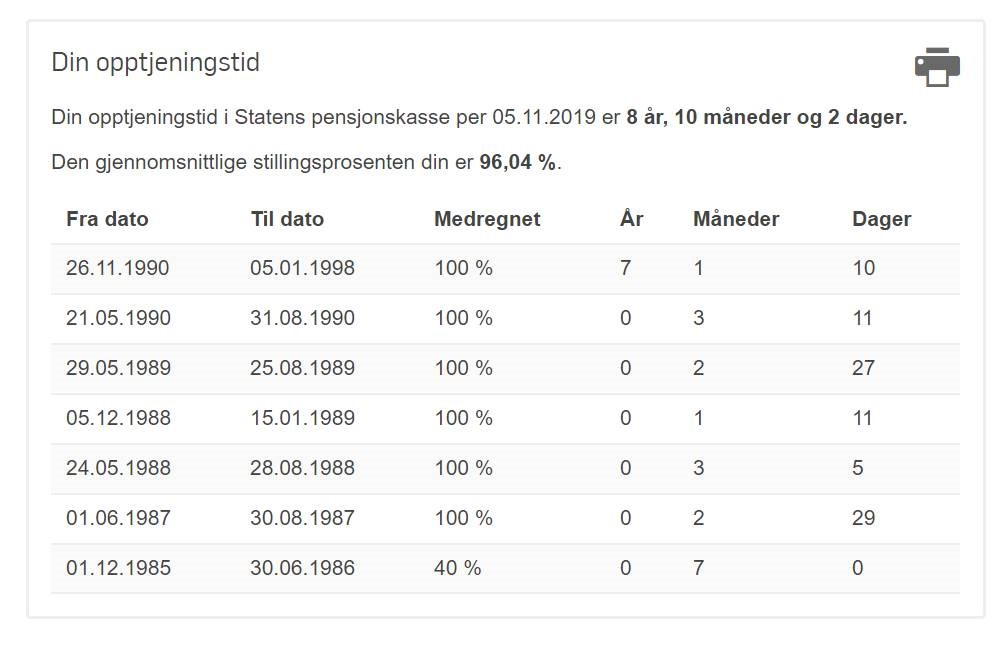 Din opptjeningstid
Din opptjeningstid i Statens pensjonskasse per 05.11.2019 er 8 år, 10 måneder og 2 dager.
Den gjennomsnittlige stillingsprosenten din er 96,04 %.
Fra dato Til dato Medregnet År Måneder Dager
26.11.1990 05.01.1998 100 % 7 1 10
21.05.1990 31.08.1990 100 % 0 3 11
29.05.1989 25.08.1989 100 % 0 2 27
05.12.1988 15.01.1989 100 % 0 1 11
24.05.1988 28.08.1988 100 % 0 3 5
01.06.1987 30.08.1987 100 % 0 2 29
01.12.1985 30.06.1986 40 % 0 7 0